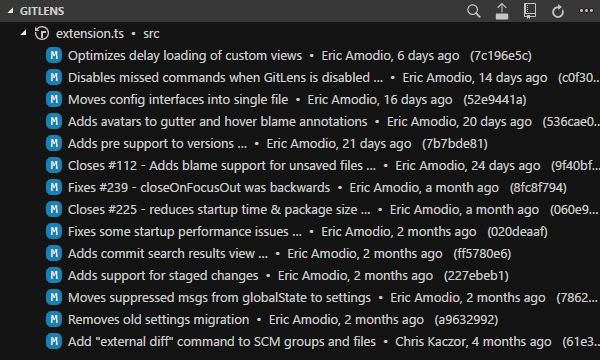 GITLENS
extension.ts • src
M Optimizes delay loading of custom views • Eric Amodio, 6 days ago (7c196e5c)
M Disables missed commands when GitLens is disabled ... • Eric Amodio, 14 days ago (c0f30...
M Moves config interfaces into single file • Eric Amodio, 16 days ago (52e9441a)
M Adds avatars to gutter and hover blame annotations • Eric Amodio, 20 days ago (536cae0...
M Adds pre support to versions ... • Eric Amodio, 21 days ago (7b7bde81)
M Closes #112 - Adds blame support for unsaved files ... • Eric Amodio, 24 days ago (9f40bf...
M Fixes #239 - closeOnFocusOut was backwards • Eric Amodio, a month ago (8fc8f794)
M Closes #225 - reduces startup time & package size ... • Eric Amodio, a month ago (060e9...
M Fixes some startup performance issues ... • Eric Amodio, 2 months ago (020deaaf)
M Adds commit search results view ... • Eric Amodio, 2 months ago (ff5780e6)
M Adds support for staged changes • Eric Amodio, 2 months ago (227ebeb1)
M Moves suppressed msgs from globalState to settings • Eric Amodio, 2 months ago (7862...
M Removes old settings migration • Eric Amodio, 2 months ago (a9632992)
M Add "external diff" command to SCM groups and files • Chris Kaczor, 4 months ago (61e3...